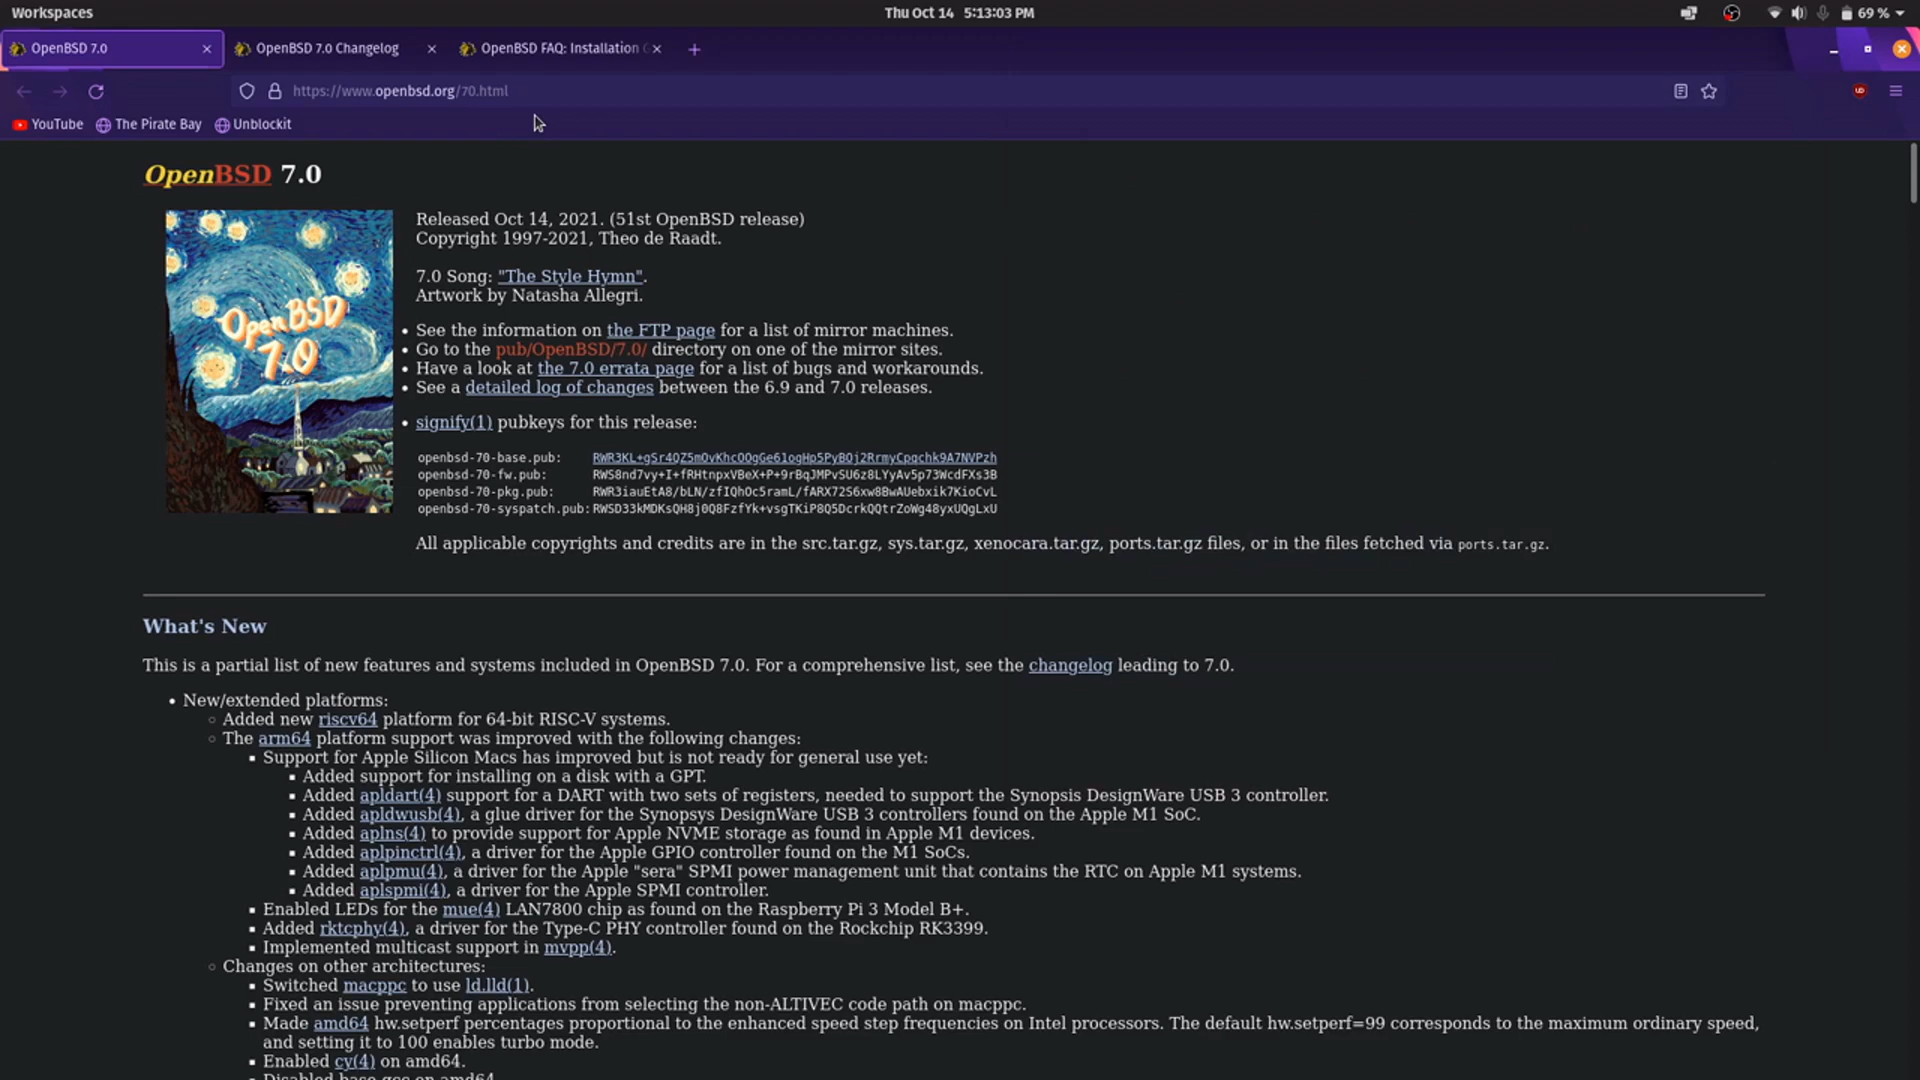 Workspaces
Thu Oct 14 5:13:03 PM
69 %
OpenBSD 7.0
OpenBSD 7.0 Changelog
OpenBSD FAQ: Installation
https://www.openbsd.org/70.html
YouTube
The Pirate Bay
Unblockit
OpenBSD 7.0
OpenBSD
7.0
Released Oct 14, 2021. (51st OpenBSD release)
Copyright 1997-2021, Theo de Raadt.
7.0 Song: "The Style Hymn".
Artwork by Natasha Allegri.
• See the information on the FTP page for a list of mirror machines.
• Go to the pub/OpenBSD/7.0/ directory on one of the mirror sites.
• Have a look at the 7.0 errata page for a list of bugs and workarounds.
• See a detailed log of changes between the 6.9 and 7.0 releases.
• signify(1) pubkeys for this release:
openbsd-70-base.pub:
openbsd-70-fw.pub:
openbsd-70-pkg.pub:
openbsd-70-syspatch.pub:
All applicable copyrights and credits are in the src.tar.gz, sys.tar.gz, xenocara.tar.gz, ports.tar.gz files, or in the files fetched via ports.tar.gz.
What's New
This is a partial list of new features and systems included in OpenBSD 7.0. For a comprehensive list, see the changelog leading to 7.0.
• New/extended platforms:
◦ Added new riscv64 platform for 64-bit RISC-V systems.
◦ The arm64 platform support was improved with the following changes:
▪ Support for Apple Silicon Macs has improved but is not ready for general use yet:
▪ Added support for installing on a disk with a GPT.
▪ Added apldart(4) support for a DART with two sets of registers, needed to support the Synopsis DesignWare USB 3 controller.
▪ Added apldwusb(4), a glue driver for the Synopsys DesignWare USB 3 controllers found on the Apple M1 SoC.
▪ Added aplns(4) to provide support for Apple NVME storage as found in Apple M1 devices.
▪ Added aplpinctrl(4), a driver for the Apple GPIO controller found on the M1 SoCs.
▪ Added aplpmu(4), a driver for the Apple "sera" SPMI power management unit that contains the RTC on Apple M1 systems.
▪ Added aplspmi(4), a driver for the Apple SPMI controller.
▪ Enabled LEDs for the mue(4) LAN7800 chip as found on the Raspberry Pi 3 Model B+.
▪ Added rktcphy(4), a driver for the Type-C PHY controller found on the Rockchip RK3399.
▪ Implemented multicast support in mvpp(4).
◦ Changes on other architectures:
▪ Switched macppc to use ld.lld(1).
▪ Fixed an issue preventing applications from selecting the non-ALTIVEC code path on macppc.
▪ Made amd64 hw.setperf percentages proportional to the enhanced speed step frequencies on Intel processors. The default hw.setperf=99 corresponds to the maximum ordinary speed,
and setting it to 100 enables turbo mode.
▪ Enabled cy(4) on amd64.
▪ Disabled base gcc on amd64